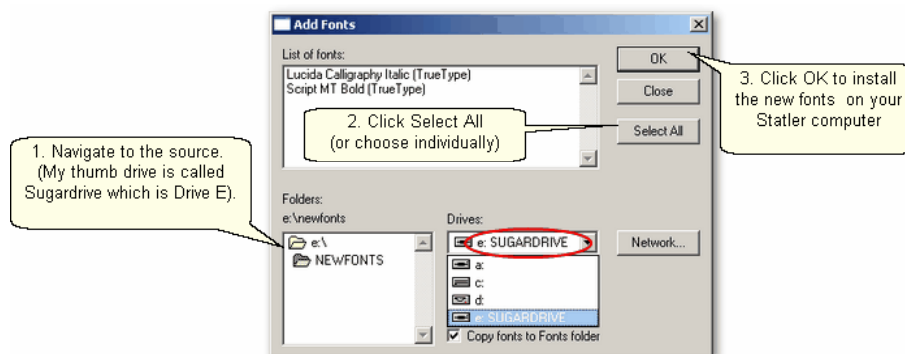 Add Fonts
List of fonts:
Lucida Calligraphy Italic (TrueType)
Script MT Bold (TrueType)
OK
Close
Select All
3. Click OK to install
the new fonts on your
Statler computer
2. Click Select All
(or choose individually)
1. Navigate to the source.
(My thumb drive is called
Sugardrive which is Drive E).
Folders:
e:\newfonts
e:\
NEWFONTS
Drives:
e: SUGARDRIVE
a:
c:
d:
e: SUGARDRIVE
Network...
Copy fonts to Fonts folder